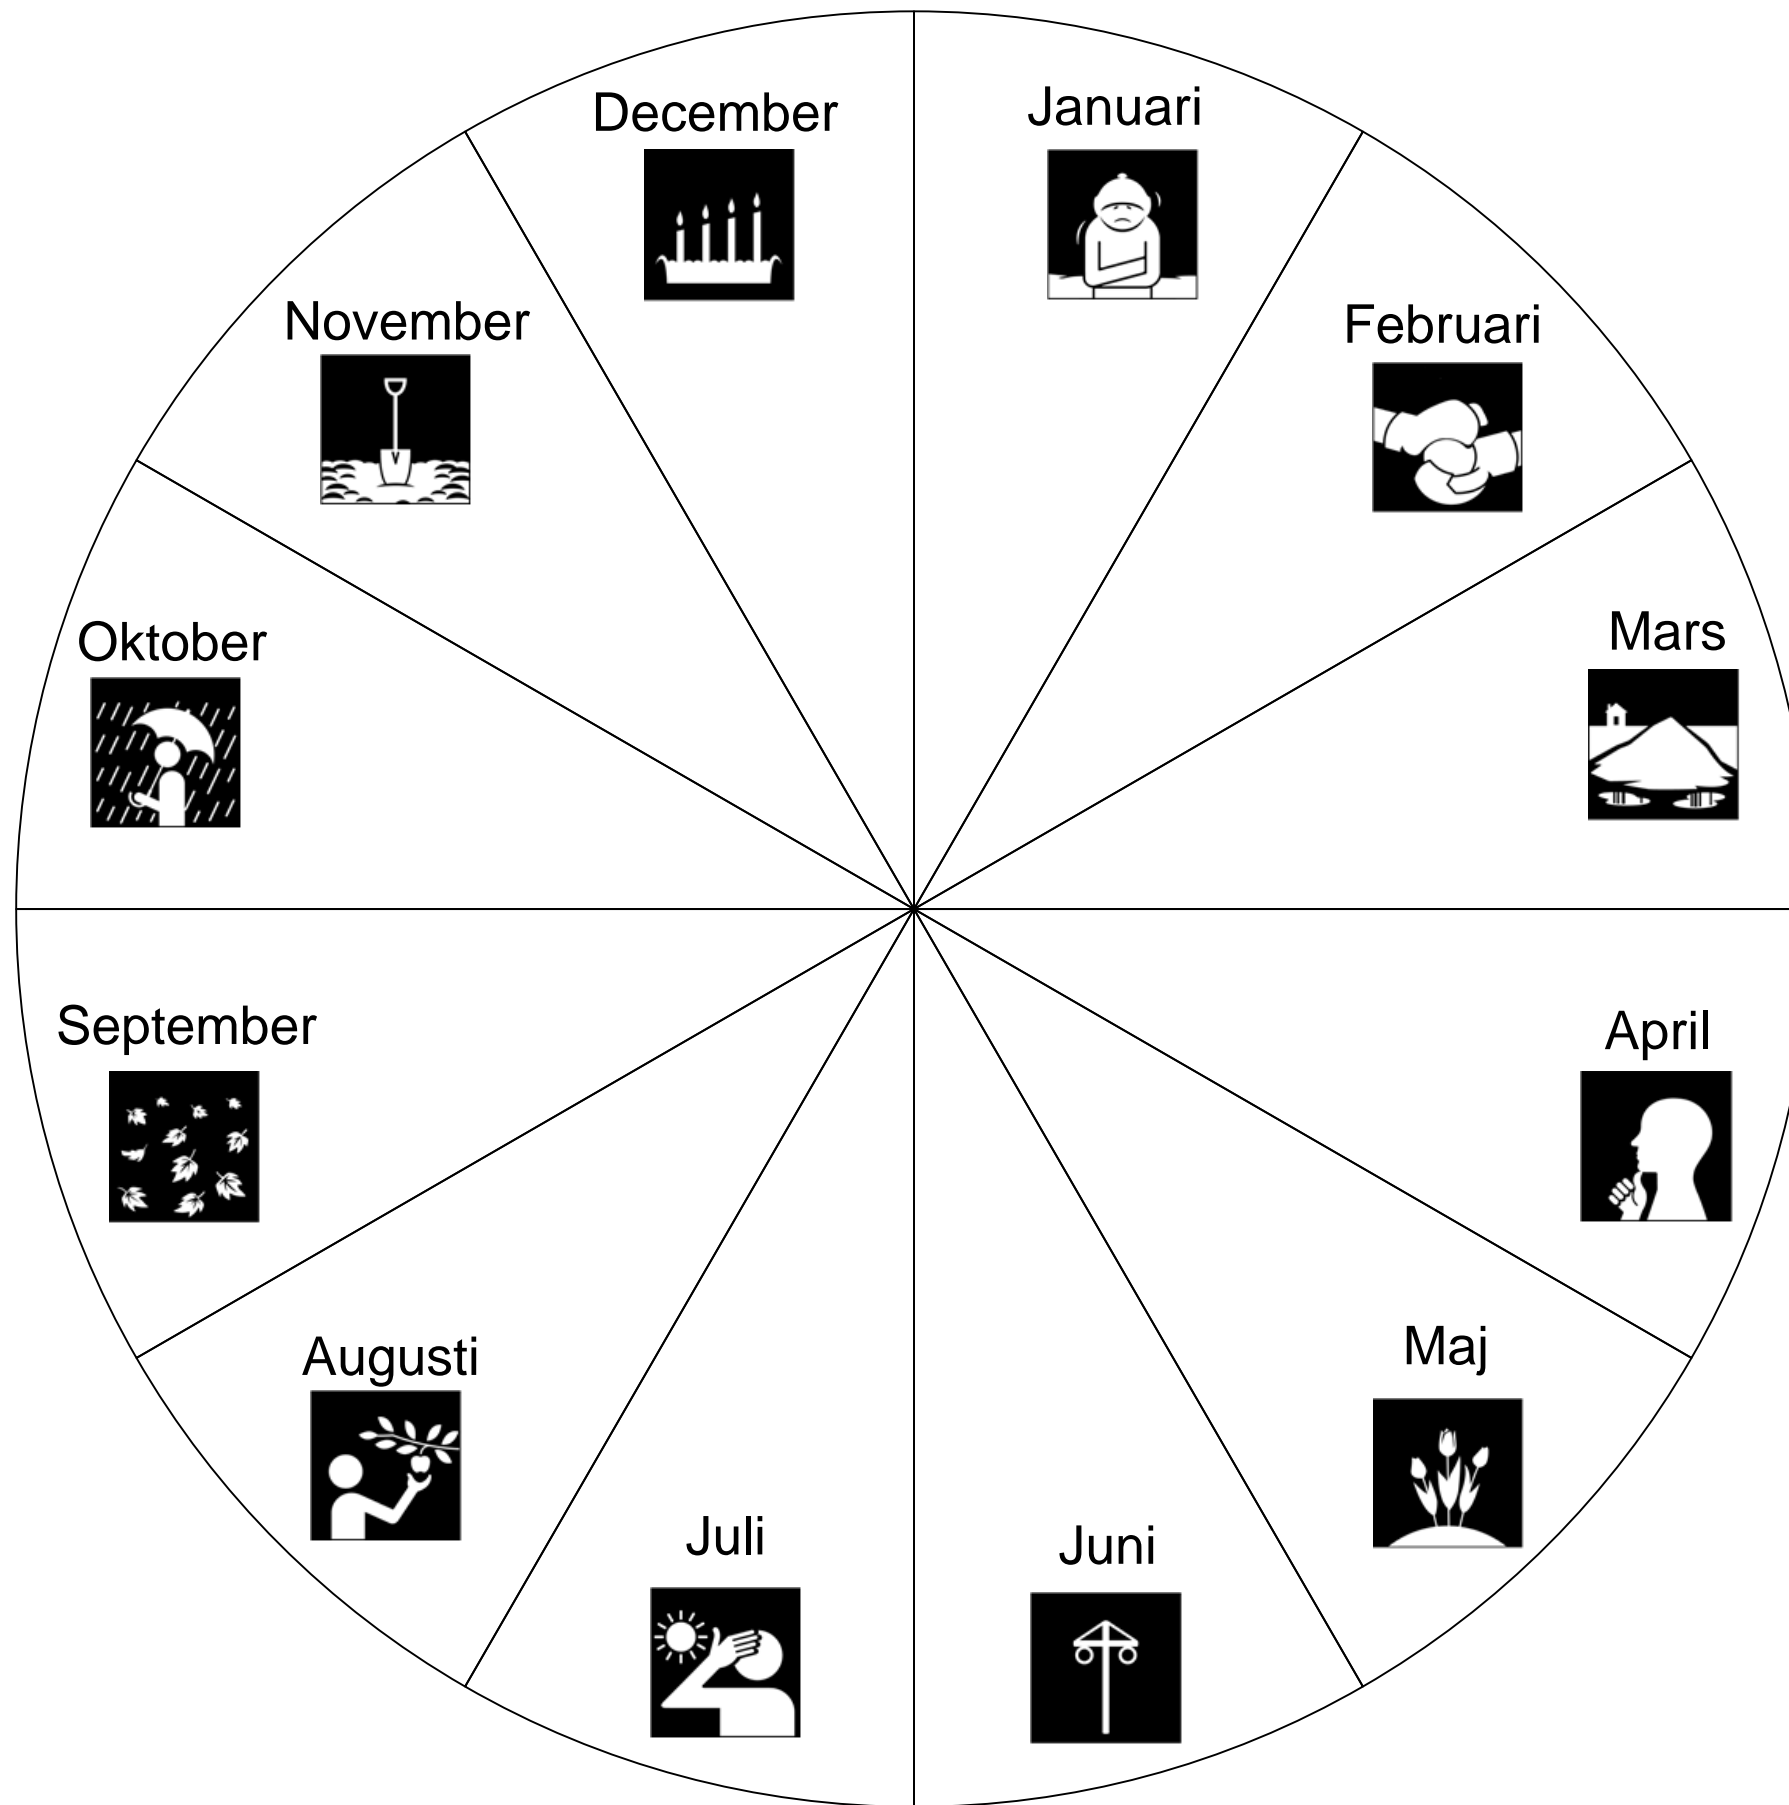 Januari
Februari
Mars
April
Maj
Juni
Juli
Augusti
September
Oktober
November
December